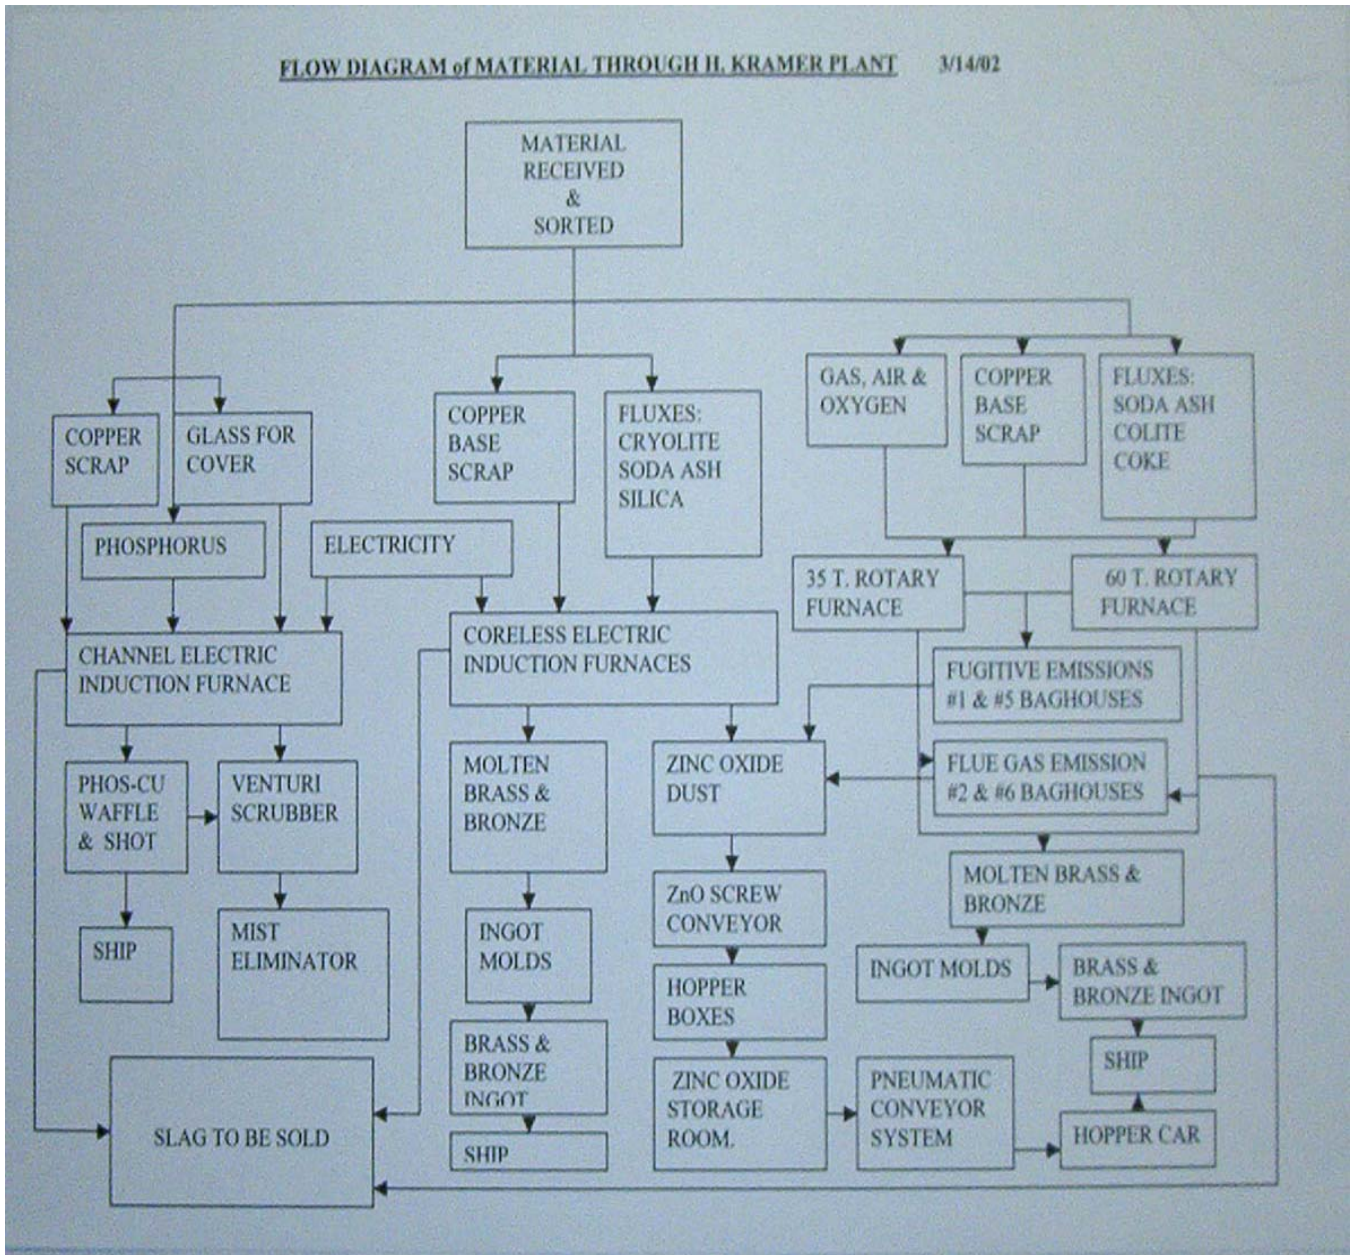 FLOW DIAGRAM of MATERIAL THROUGH H. KRAMER PLANT 3/14/02
MATERIAL
RECEIVED
&
SORTED
GAS, AIR &
OXYGEN
COPPER
BASE
SCRAP
FLUXES:
SODA ASH
COLITE
COKE
COPPER
SCRAP
GLASS FOR
COVER
COPPER
BASE
SCRAP
FLUXES:
CRYOLITE
SODA ASH
SILICA
PHOSPHORUS
ELECTRICITY
35 T. ROTARY
FURNACE
60 T. ROTARY
FURNACE
CHANNEL ELECTRIC
INDUCTION FURNACE
CORELESS ELECTRIC
INDUCTION FURNACES
FUGITIVE EMISSIONS
#1 & #5 BAGHOUSES
PHOS-CU
WAFFLE
& SHOT
VENTURI
SCRUBBER
MOLTEN
BRASS &
BRONZE
ZINC OXIDE
DUST
FLUE GAS EMISSION
#2 & #6 BAGHOUSES
MOLTEN BRASS &
BRONZE
ZnO SCREW
CONVEYOR
SHIP
MIST
ELIMINATOR
INGOT
MOLDS
HOPPER
BOXES
INGOT MOLDS
BRASS &
BRONZE INGOT
BRASS &
BRONZE
INGOT
SHIP
SHIP
ZINC OXIDE
STORAGE
ROOM.
PNEUMATIC
CONVEYOR
SYSTEM
HOPPER CAR
SLAG TO BE SOLD